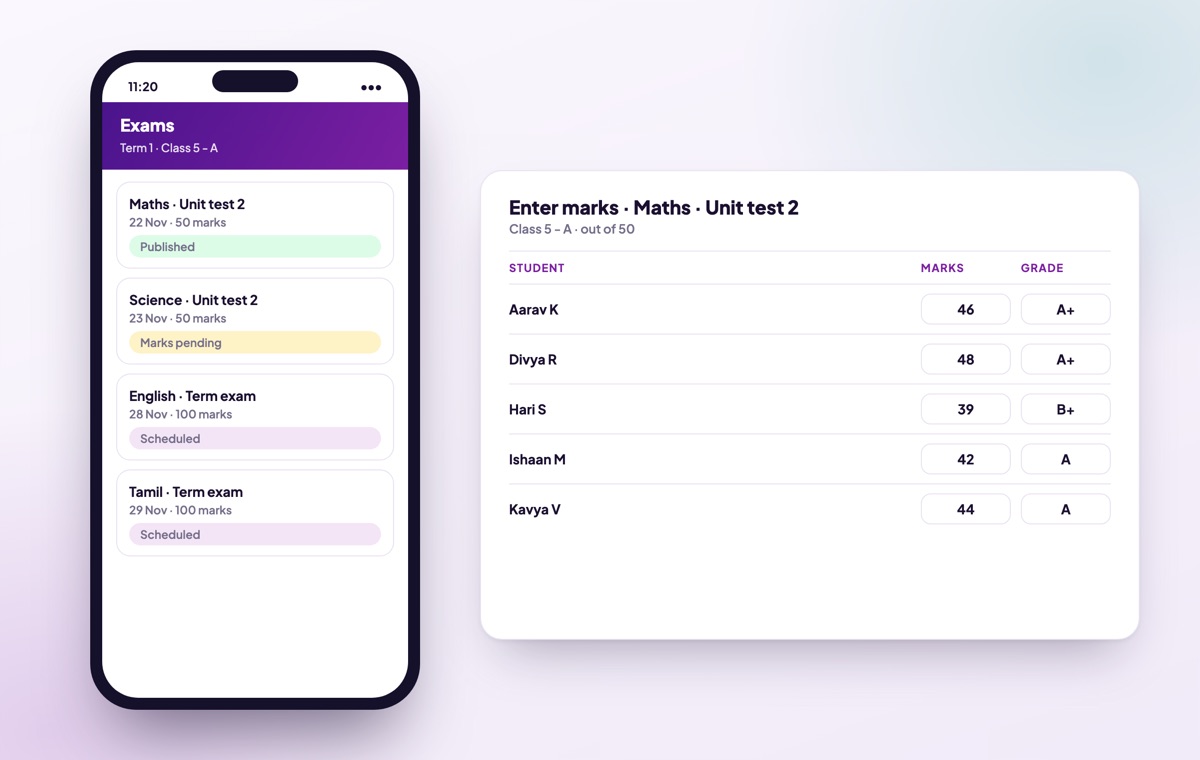 11:20
Exams
Term 1 · Class 5 - A
Maths · Unit test 2
22 Nov · 50 marks
Published
Science · Unit test 2
23 Nov · 50 marks
Marks pending
English · Term exam
28 Nov · 100 marks
Scheduled
Tamil · Term exam
29 Nov · 100 marks
Scheduled
Enter marks · Maths · Unit test 2
Class 5 - A · out of 50
STUDENT MARKS GRADE
Aarav K 46 A+
Divya R 48 A+
Hari S 39 B+
Ishaan M 42 A
Kavya V 44 A